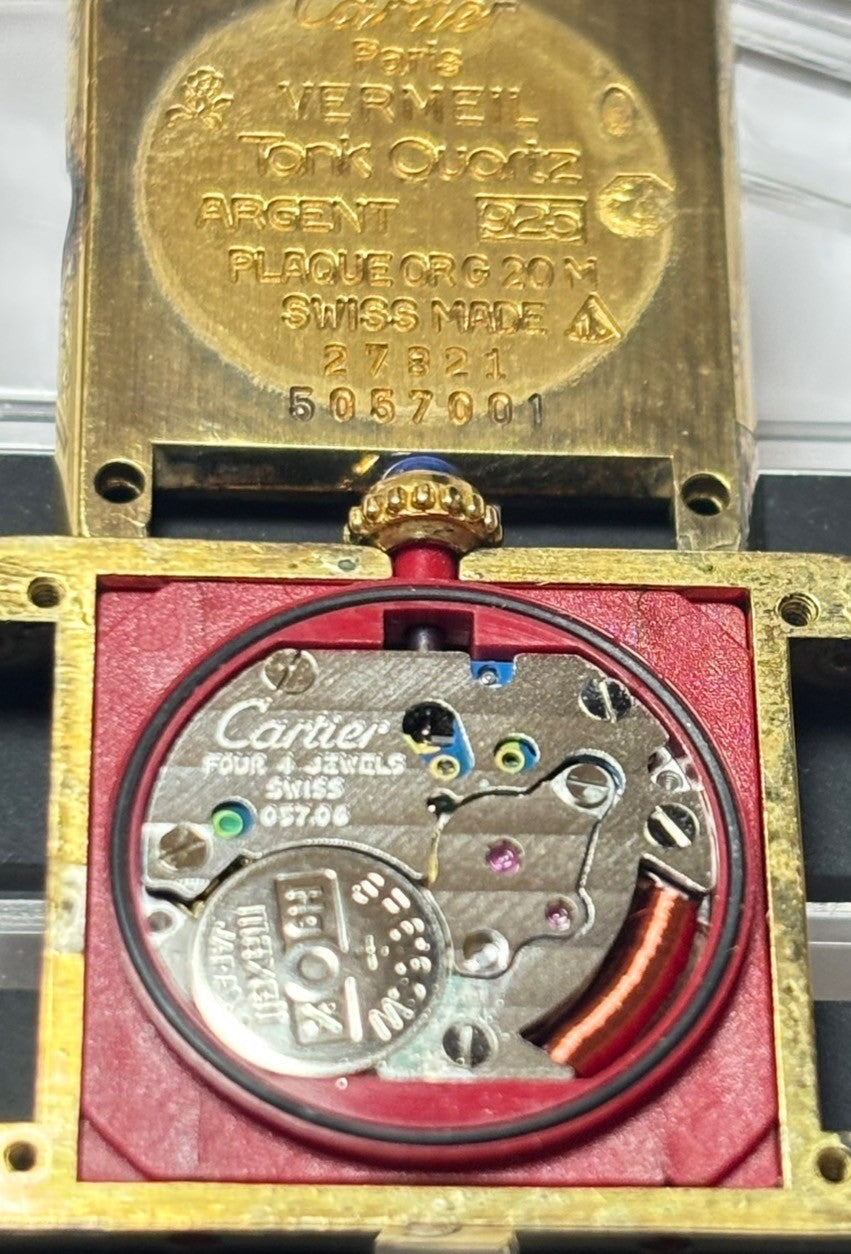 Cartier
Paris
VERMEIL
Tank Quartz
ARGENT 925
PLAQUE OR G 20 M
SWISS MADE
27821
5057001
Cartier
FOUR 4 JEWELS
SWISS
057.06
maxell
JAPAN